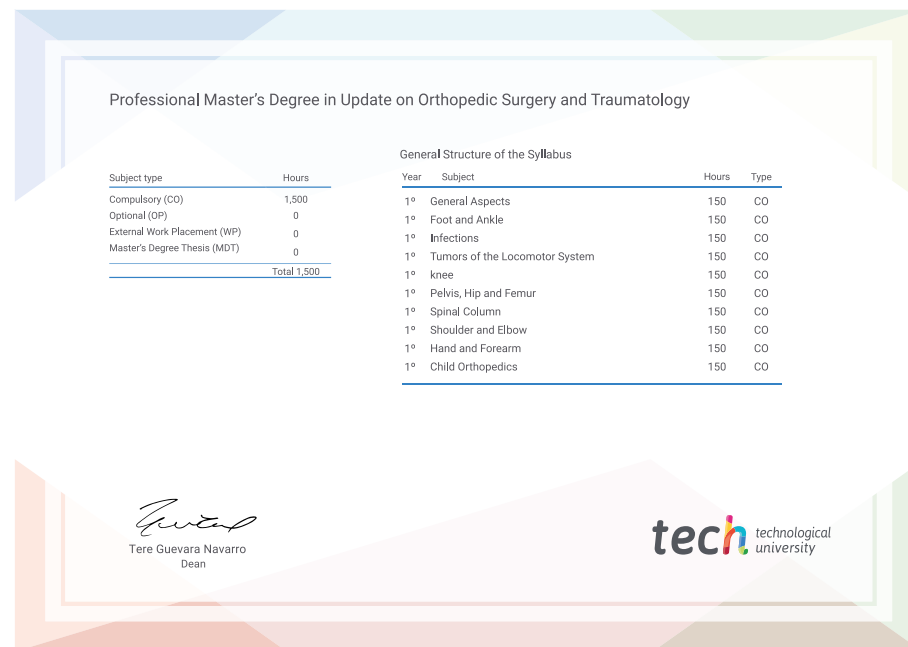 Professional Master's Degree in Update on Orthopedic Surgery and Traumatology
Subject type Hours
Compulsory (CO) 1,500
Optional (OP) 0
External Work Placement (WP) 0
Master's Degree Thesis (MDT) 0
Total 1,500
General Structure of the Syllabus
Year Subject Hours Type
1º General Aspects 150 CO
1º Foot and Ankle 150 CO
1º Infections 150 CO
1º Tumors of the Locomotor System 150 CO
1º knee 150 CO
1º Pelvis, Hip and Femur 150 CO
1º Spinal Column 150 CO
1º Shoulder and Elbow 150 CO
1º Hand and Forearm 150 CO
1º Child Orthopedics 150 CO
Tere Guevara Navarro
Dean
tech technological
university